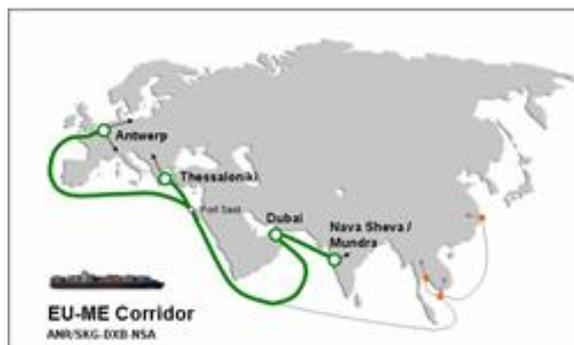 Antwerp
Thessaloniki
Port Said
Dubai
Nava Sheva /
Mundra
EU-ME Corridor
ANR/SKG-DXB-NSA